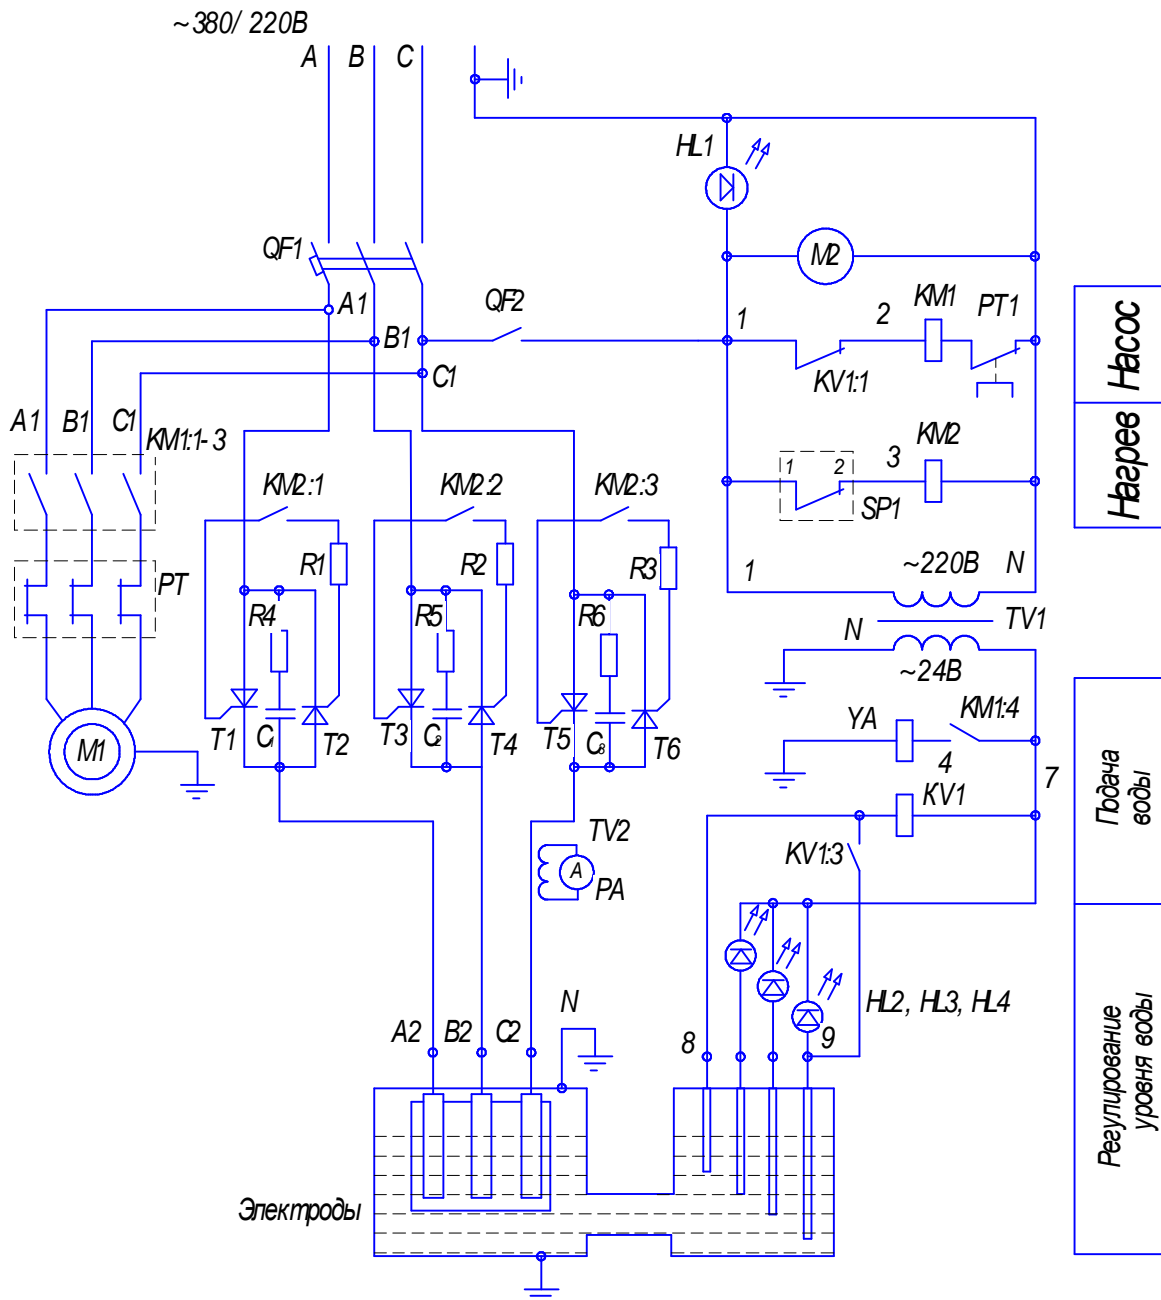 ~380/220В
A B C
HL1
QF1
M2
A1
QF2
B1
1
2
KM1
PT1
C1
KV1:1
Насос
A1 B1 C1
KM1:1-3
KM2:1
KM2:2
KM2:3
1 2
3
KM2
SP1
Нагрев
R1
R2
R3
PT
1
~220В
N
R4
R5
R6
N
TV1
~24В
YA
KM1:4
T1
C1
T2
T3
C2
T4
T5
C3
T6
M1
4
7
KV1
Подача
воды
TV2
KV1:3
A
PA
N
HL2, HL3, HL4
A2 B2 C2
8
9
Регулирование
уровня воды
Электроды